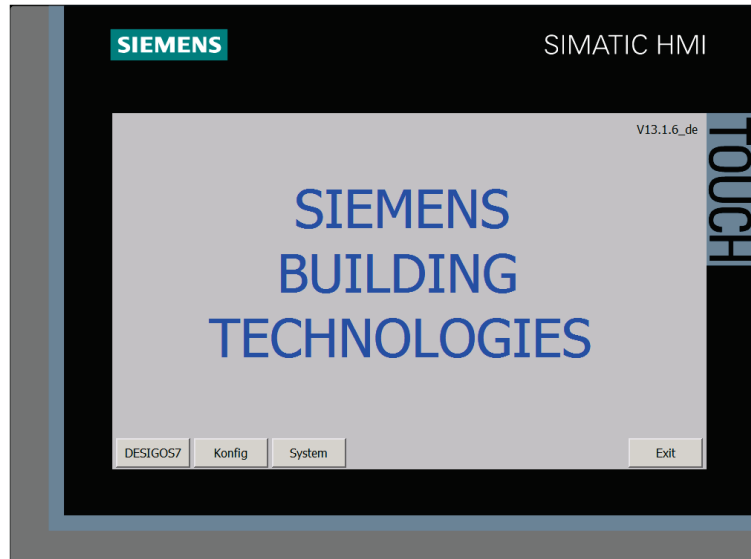 SIEMENS
SIMATIC HMI
V13.1.6_de
TOUCH
SIEMENS
BUILDING
TECHNOLOGIES
DESIGOS7
Konfig
System
Exit